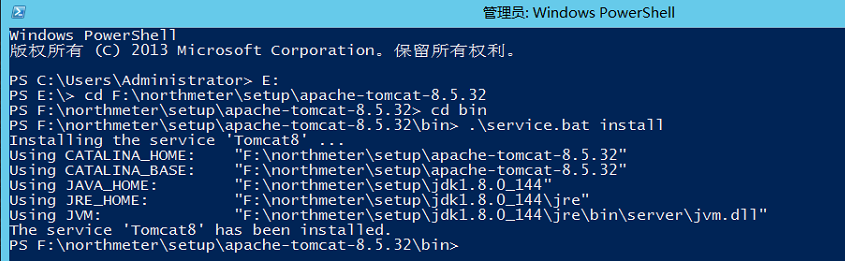 管理员: Windows PowerShell
Windows PowerShell
版权所有 (C) 2013 Microsoft Corporation。保留所有权利。
PS C:\Users\Administrator> E:
PS E:\> cd F:\northmeter\setup\apache-tomcat-8.5.32
PS F:\northmeter\setup\apache-tomcat-8.5.32> cd bin
PS F:\northmeter\setup\apache-tomcat-8.5.32\bin> .\service.bat install
Installing the service 'Tomcat8' ...
Using CATALINA_HOME:    "F:\northmeter\setup\apache-tomcat-8.5.32"
Using CATALINA_BASE:    "F:\northmeter\setup\apache-tomcat-8.5.32"
Using JAVA_HOME:        "F:\northmeter\setup\jdk1.8.0_144"
Using JRE_HOME:         "F:\northmeter\setup\jdk1.8.0_144\jre"
Using JVM:              "F:\northmeter\setup\jdk1.8.0_144\jre\bin\server\jvm.dll"
The service 'Tomcat8' has been installed.
PS F:\northmeter\setup\apache-tomcat-8.5.32\bin>